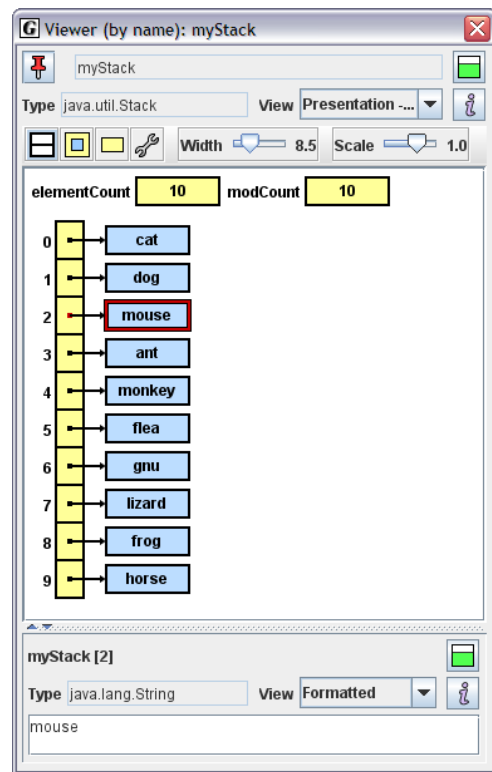 G Viewer (by name): myStack
myStack
Type java.util.Stack View Presentation -...
Width 8.5 Scale 1.0
elementCount 10 modCount 10
0 cat
1 dog
2 mouse
3 ant
4 monkey
5 flea
6 gnu
7 lizard
8 frog
9 horse
myStack [2]
Type java.lang.String View Formatted
mouse